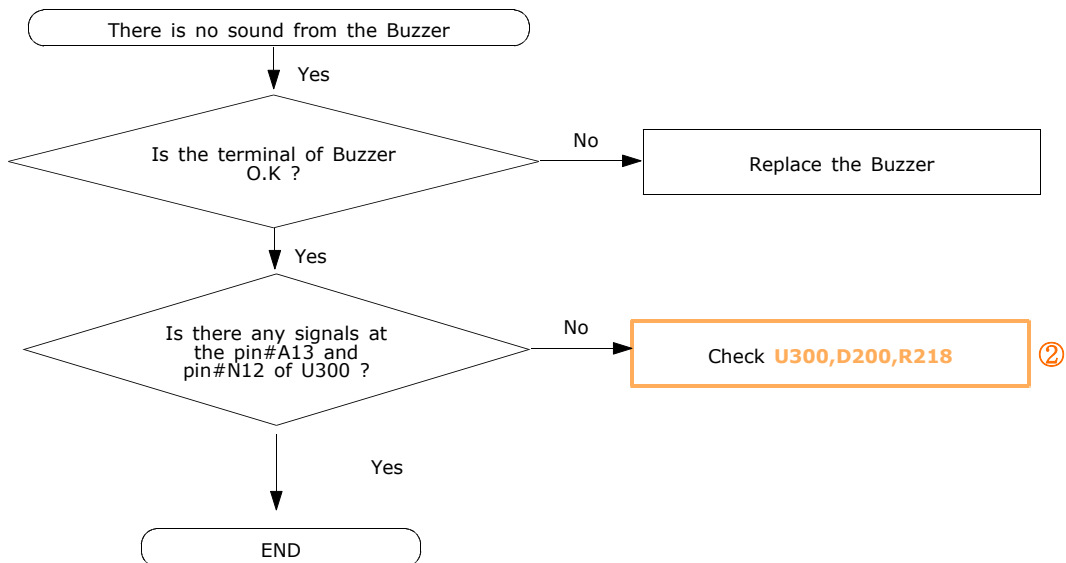 There is no sound from the Buzzer
Yes
Is the terminal of Buzzer
O.K ?
No
Replace the Buzzer
Yes
Is there any signals at
the pin#A13 and
pin#N12 of U300 ?
No
Check U300,D200,R218
②
Yes
END